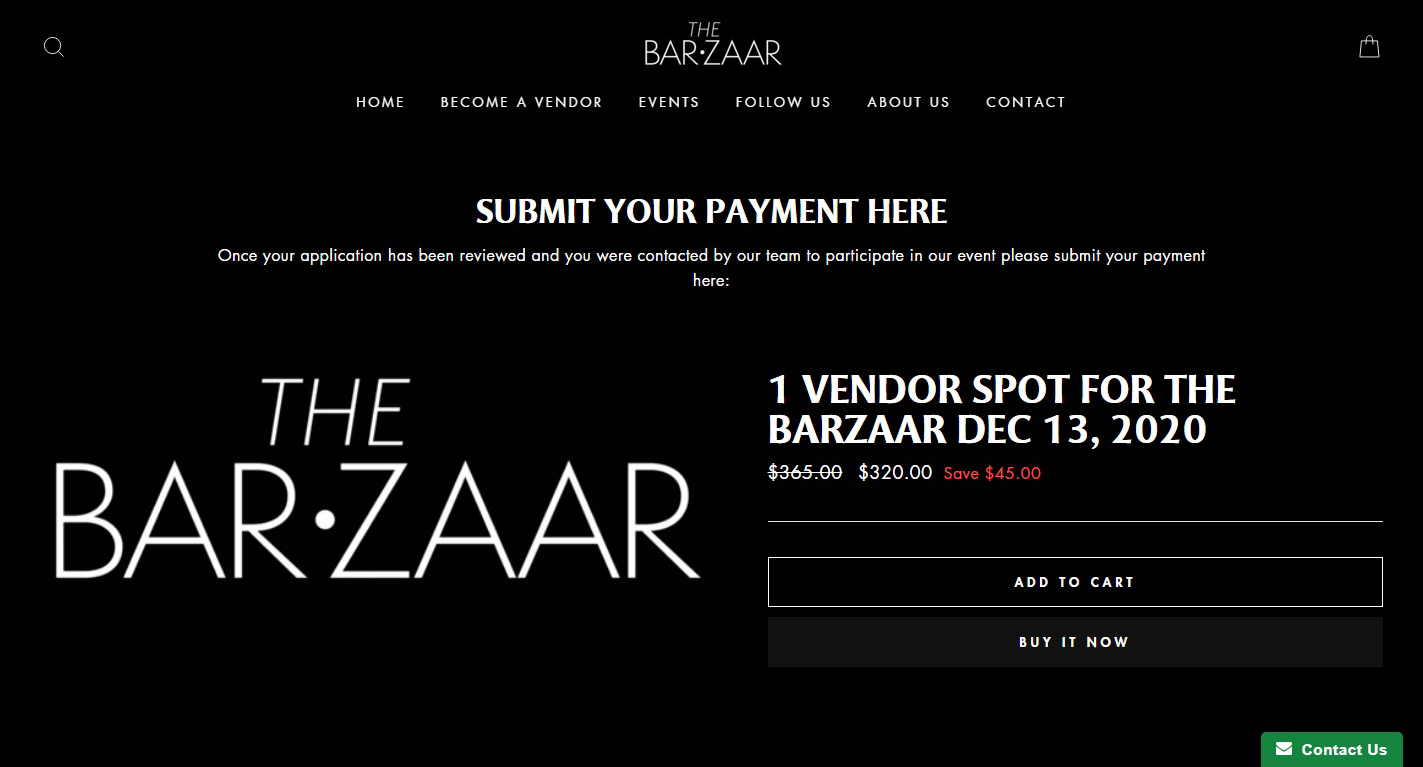 THE
BAR·ZAAR
HOME BECOME A VENDOR EVENTS FOLLOW US ABOUT US CONTACT
SUBMIT YOUR PAYMENT HERE
Once your application has been reviewed and you were contacted by our team to participate in our event please submit your payment
here:
THE
BAR·ZAAR
1 VENDOR SPOT FOR THE
BARZAAR DEC 13, 2020
$365.00 $320.00 Save $45.00
ADD TO CART
BUY IT NOW
Contact Us